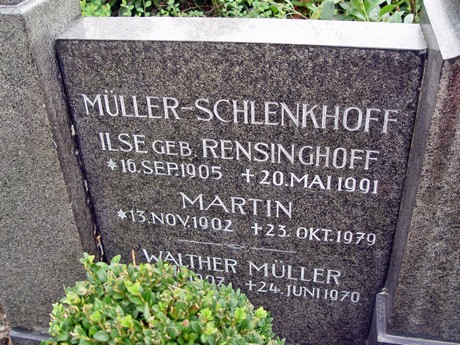 MÜLLER-SCHLENKHOFF
ILSE GEB. RENSINGHOFF
*16.SEP.1905 +20.MAI 1991
MARTIN
*13.NOV.1902 +23.OKT.1979
WALTHER MÜLLER
+24.JUNI 1970